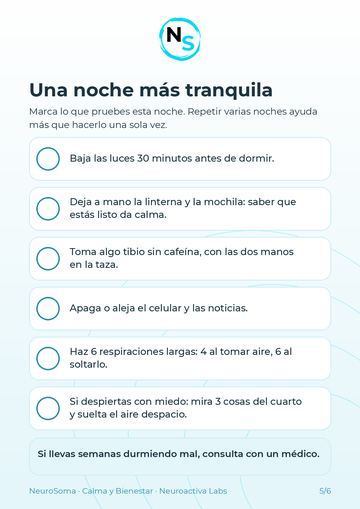 NS
Una noche más tranquila
Marca lo que pruebes esta noche. Repetir varias noches ayuda
más que hacerlo una sola vez.
Baja las luces 30 minutos antes de dormir.
Deja a mano la linterna y la mochila: saber que
estás listo da calma.
Toma algo tibio sin cafeína, con las dos manos
en la taza.
Apaga o aleja el celular y las noticias.
Haz 6 respiraciones largas: 4 al tomar aire, 6 al
soltarlo.
Si despiertas con miedo: mira 3 cosas del cuarto
y suelta el aire despacio.
Si llevas semanas durmiendo mal, consulta con un médico.
NeuroSoma · Calma y Bienestar · Neuroactiva Labs 5/6